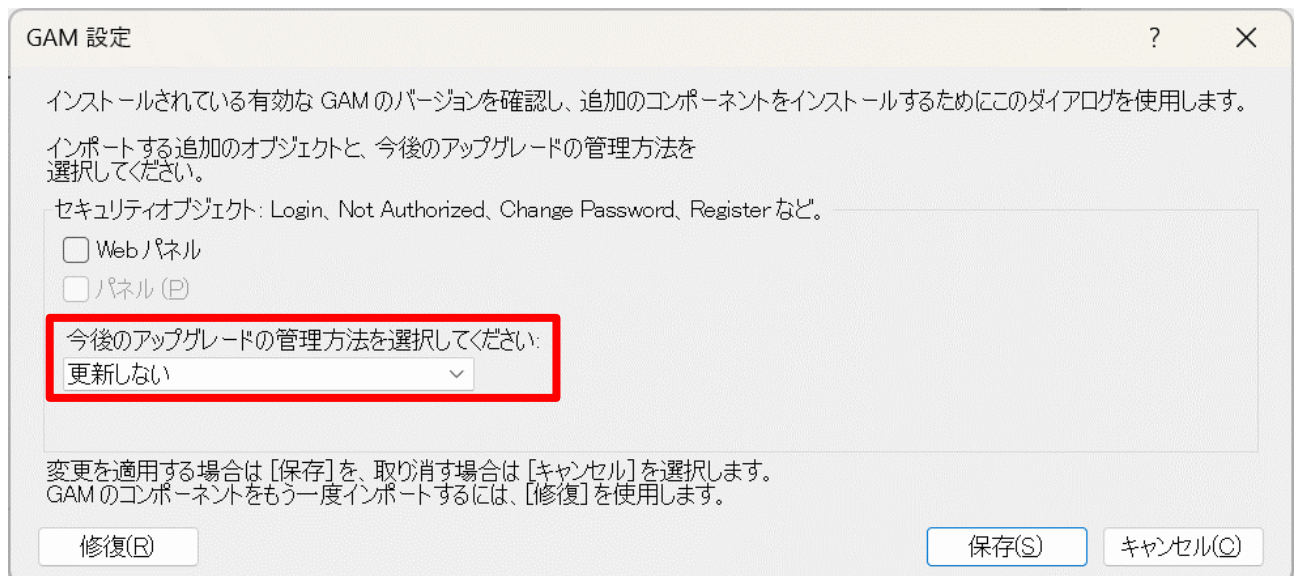 GAM 設定
?
インストールされている有効な GAM のバージョンを確認し、追加のコンポーネントをインストールするためにこのダイアログを使用します。
インポートする追加のオブジェクトと、今後のアップグレードの管理方法を
選択してください。
セキュリティオブジェクト: Login、Not Authorized、Change Password、Register など。
Web パネル
パネル (P)
今後のアップグレードの管理方法を選択してください:
更新しない
変更を適用する場合は [保存] を、取り消す場合は [キャンセル] を選択します。
GAM のコンポーネントをもう一度インポートするには、[修復] を使用します。
修復(R)
保存(S)
キャンセル(C)